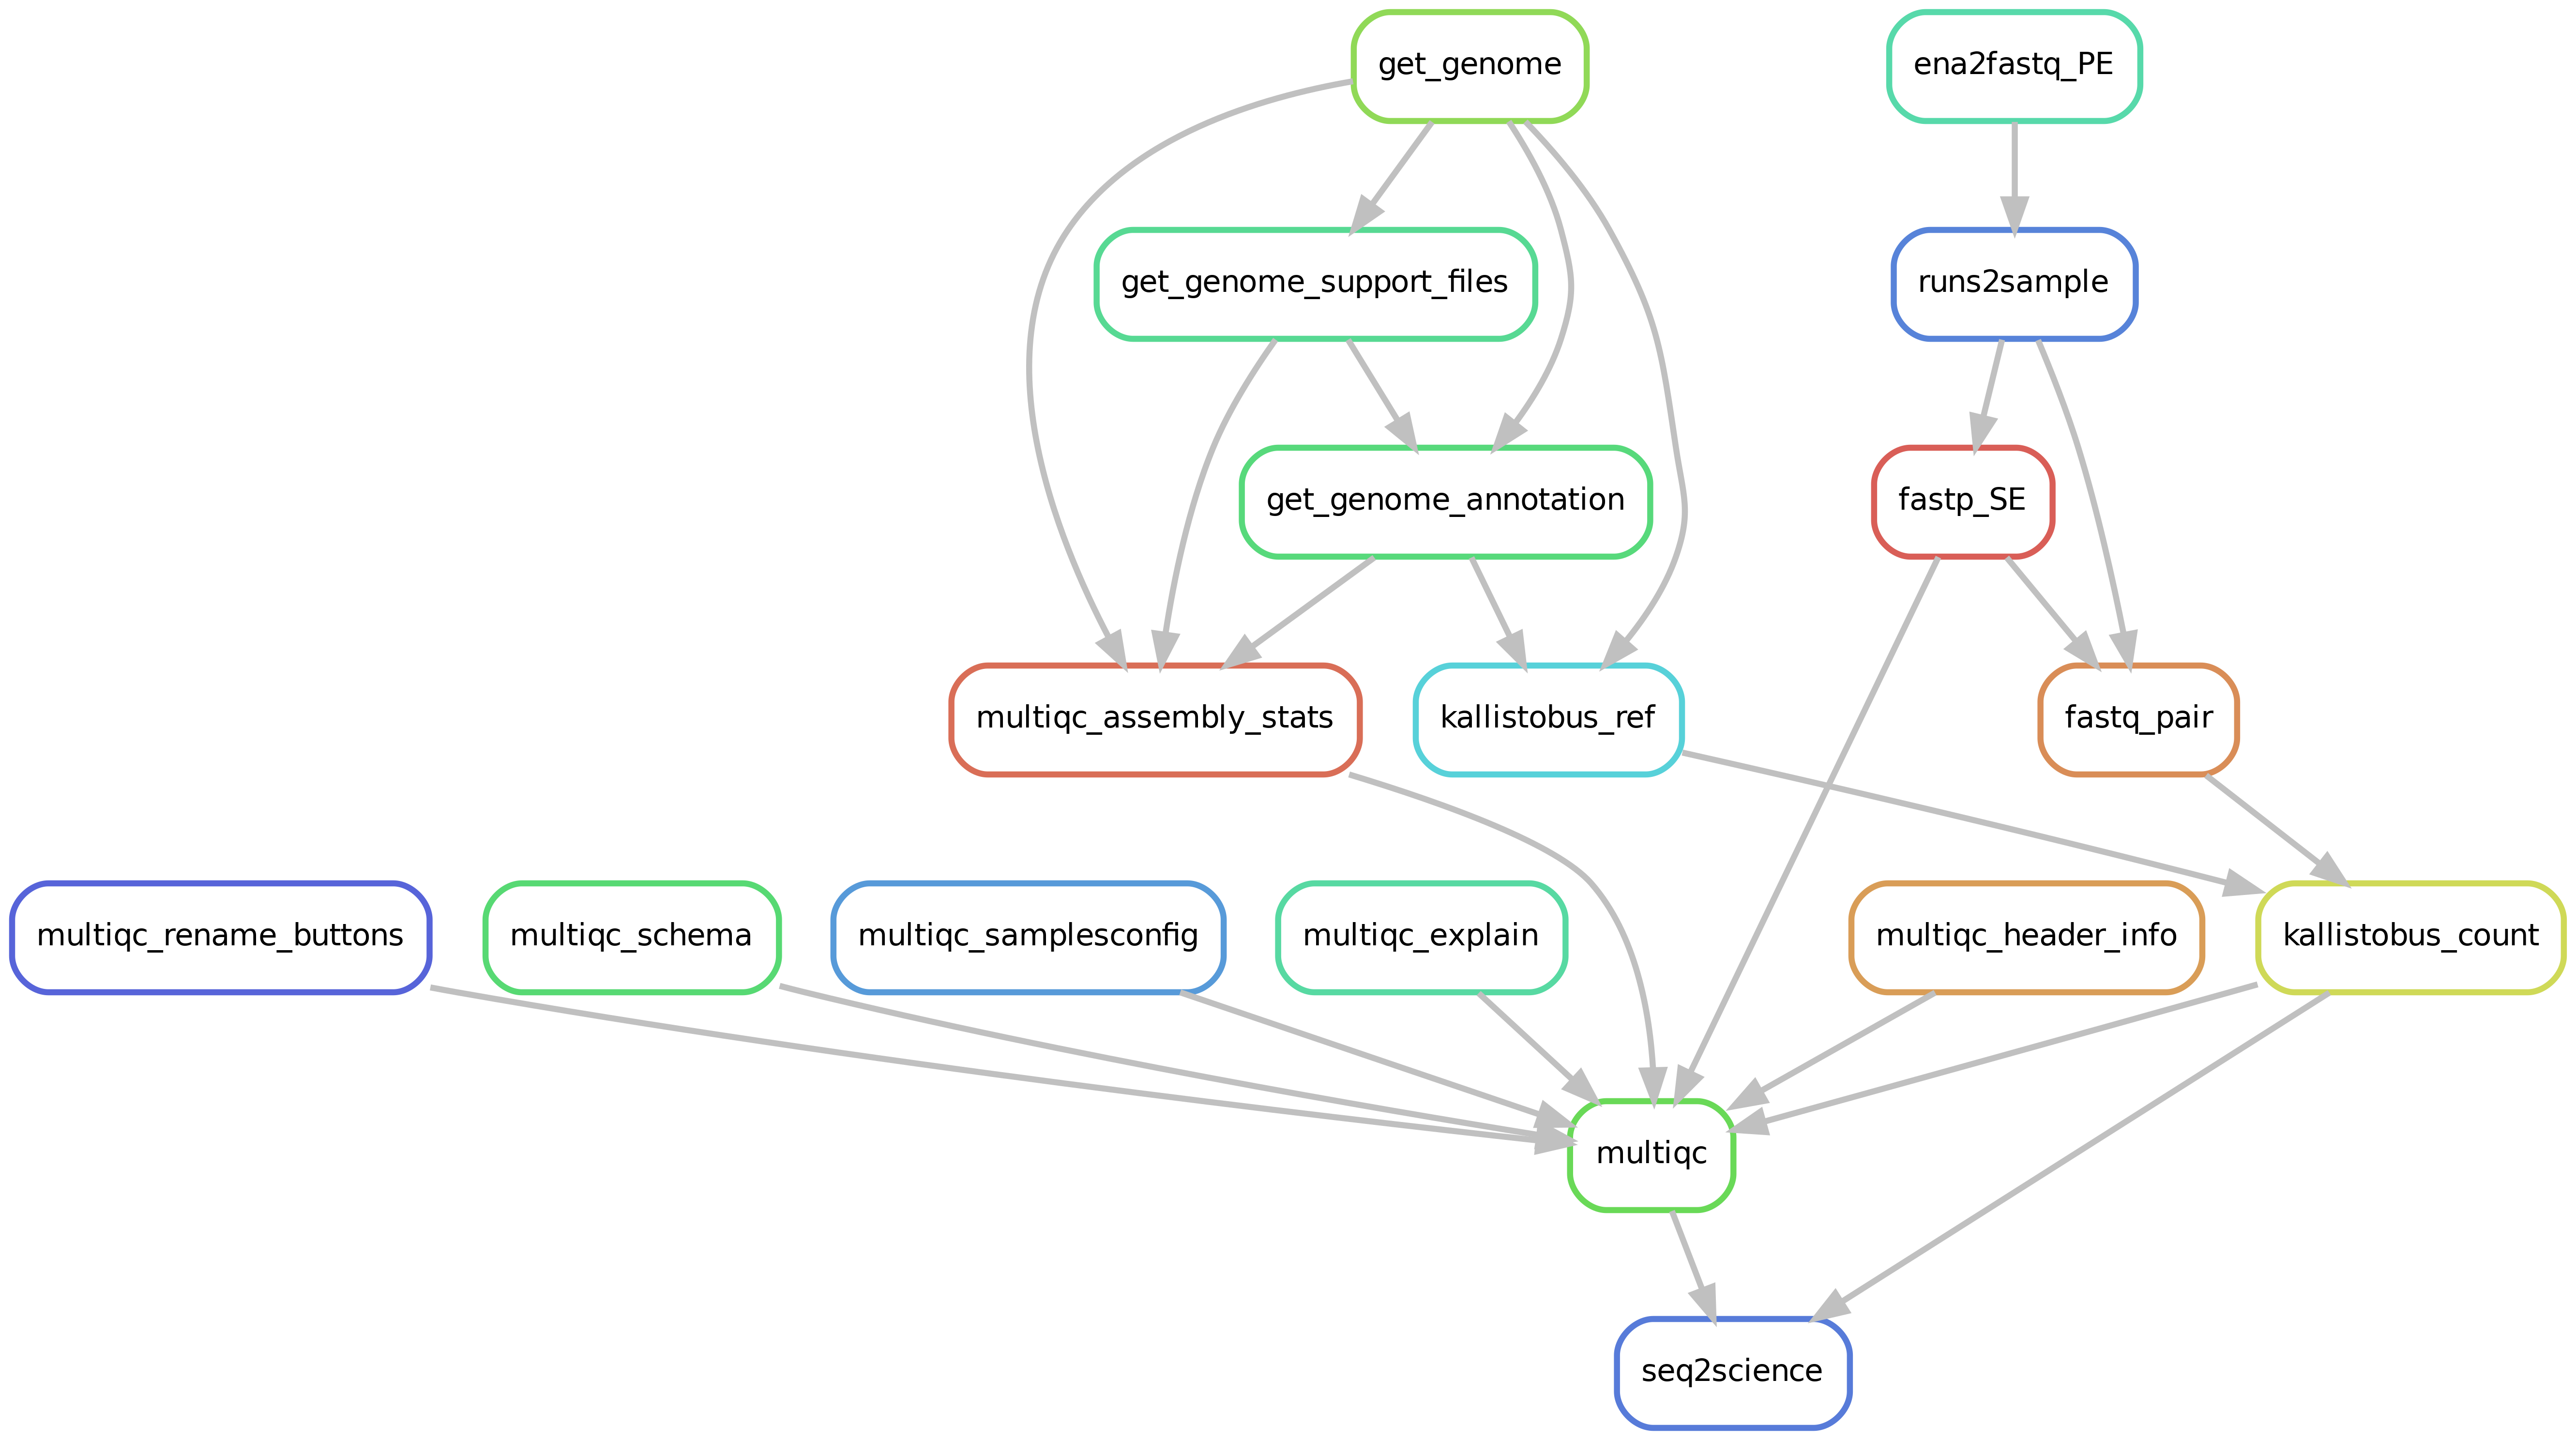 get_genome
ena2fastq_PE
get_genome_support_files
runs2sample
get_genome_annotation
fastp_SE
multiqc_assembly_stats
kallistobus_ref
fastq_pair
multiqc_rename_buttons
multiqc_schema
multiqc_samplesconfig
multiqc_explain
multiqc_header_info
kallistobus_count
multiqc
seq2science